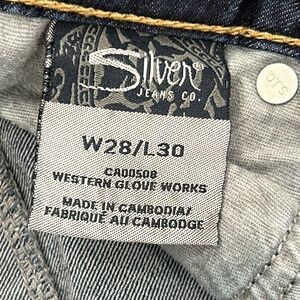 Silver
JEANS CO.
W28/L30
CA00508
WESTERN GLOVE WORKS
MADE IN CAMBODIA/
FABRIQUÉ AU CAMBODGE